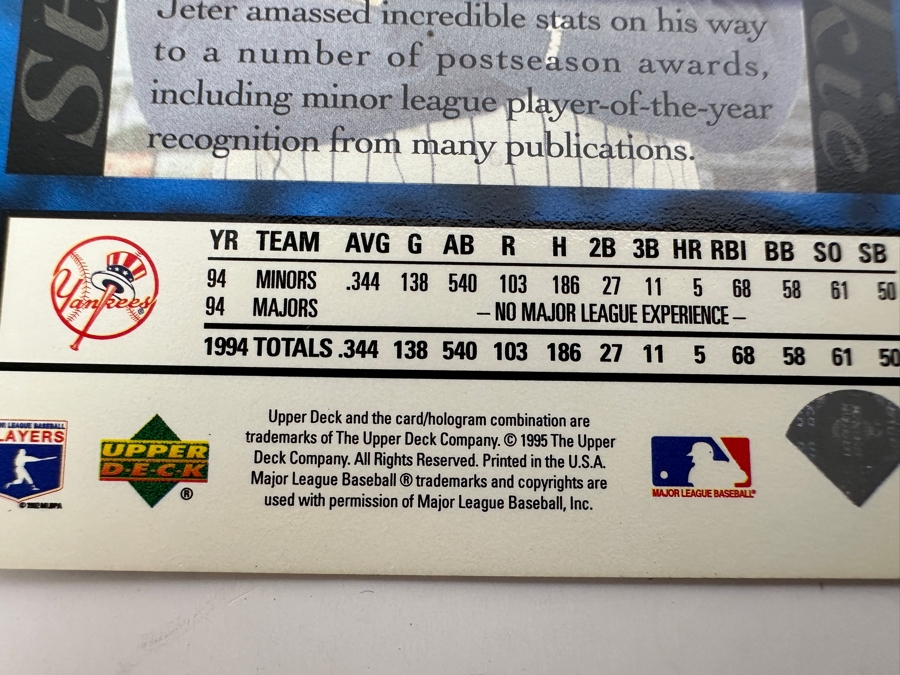 Jeter amassed incredible stats on his way
to a number of postseason awards,
including minor league player-of-the-year
recognition from many publications.
YR TEAM AVG G AB R H 2B 3B HR RBI BB SO SB
94 MINORS .344 138 540 103 186 27 11 5 68 58 61 50
94 MAJORS – NO MAJOR LEAGUE EXPERIENCE –
1994 TOTALS .344 138 540 103 186 27 11 5 68 58 61 50
Yankees ®
LEAGUE BASEBALL
LAYERS
UPPER
DECK
®
Upper Deck and the card/hologram combination are
trademarks of The Upper Deck Company. © 1995 The Upper
Deck Company. All Rights Reserved. Printed in the U.S.A.
Major League Baseball ® trademarks and copyrights are
used with permission of Major League Baseball, Inc.
MAJOR LEAGUE BASEBALL®